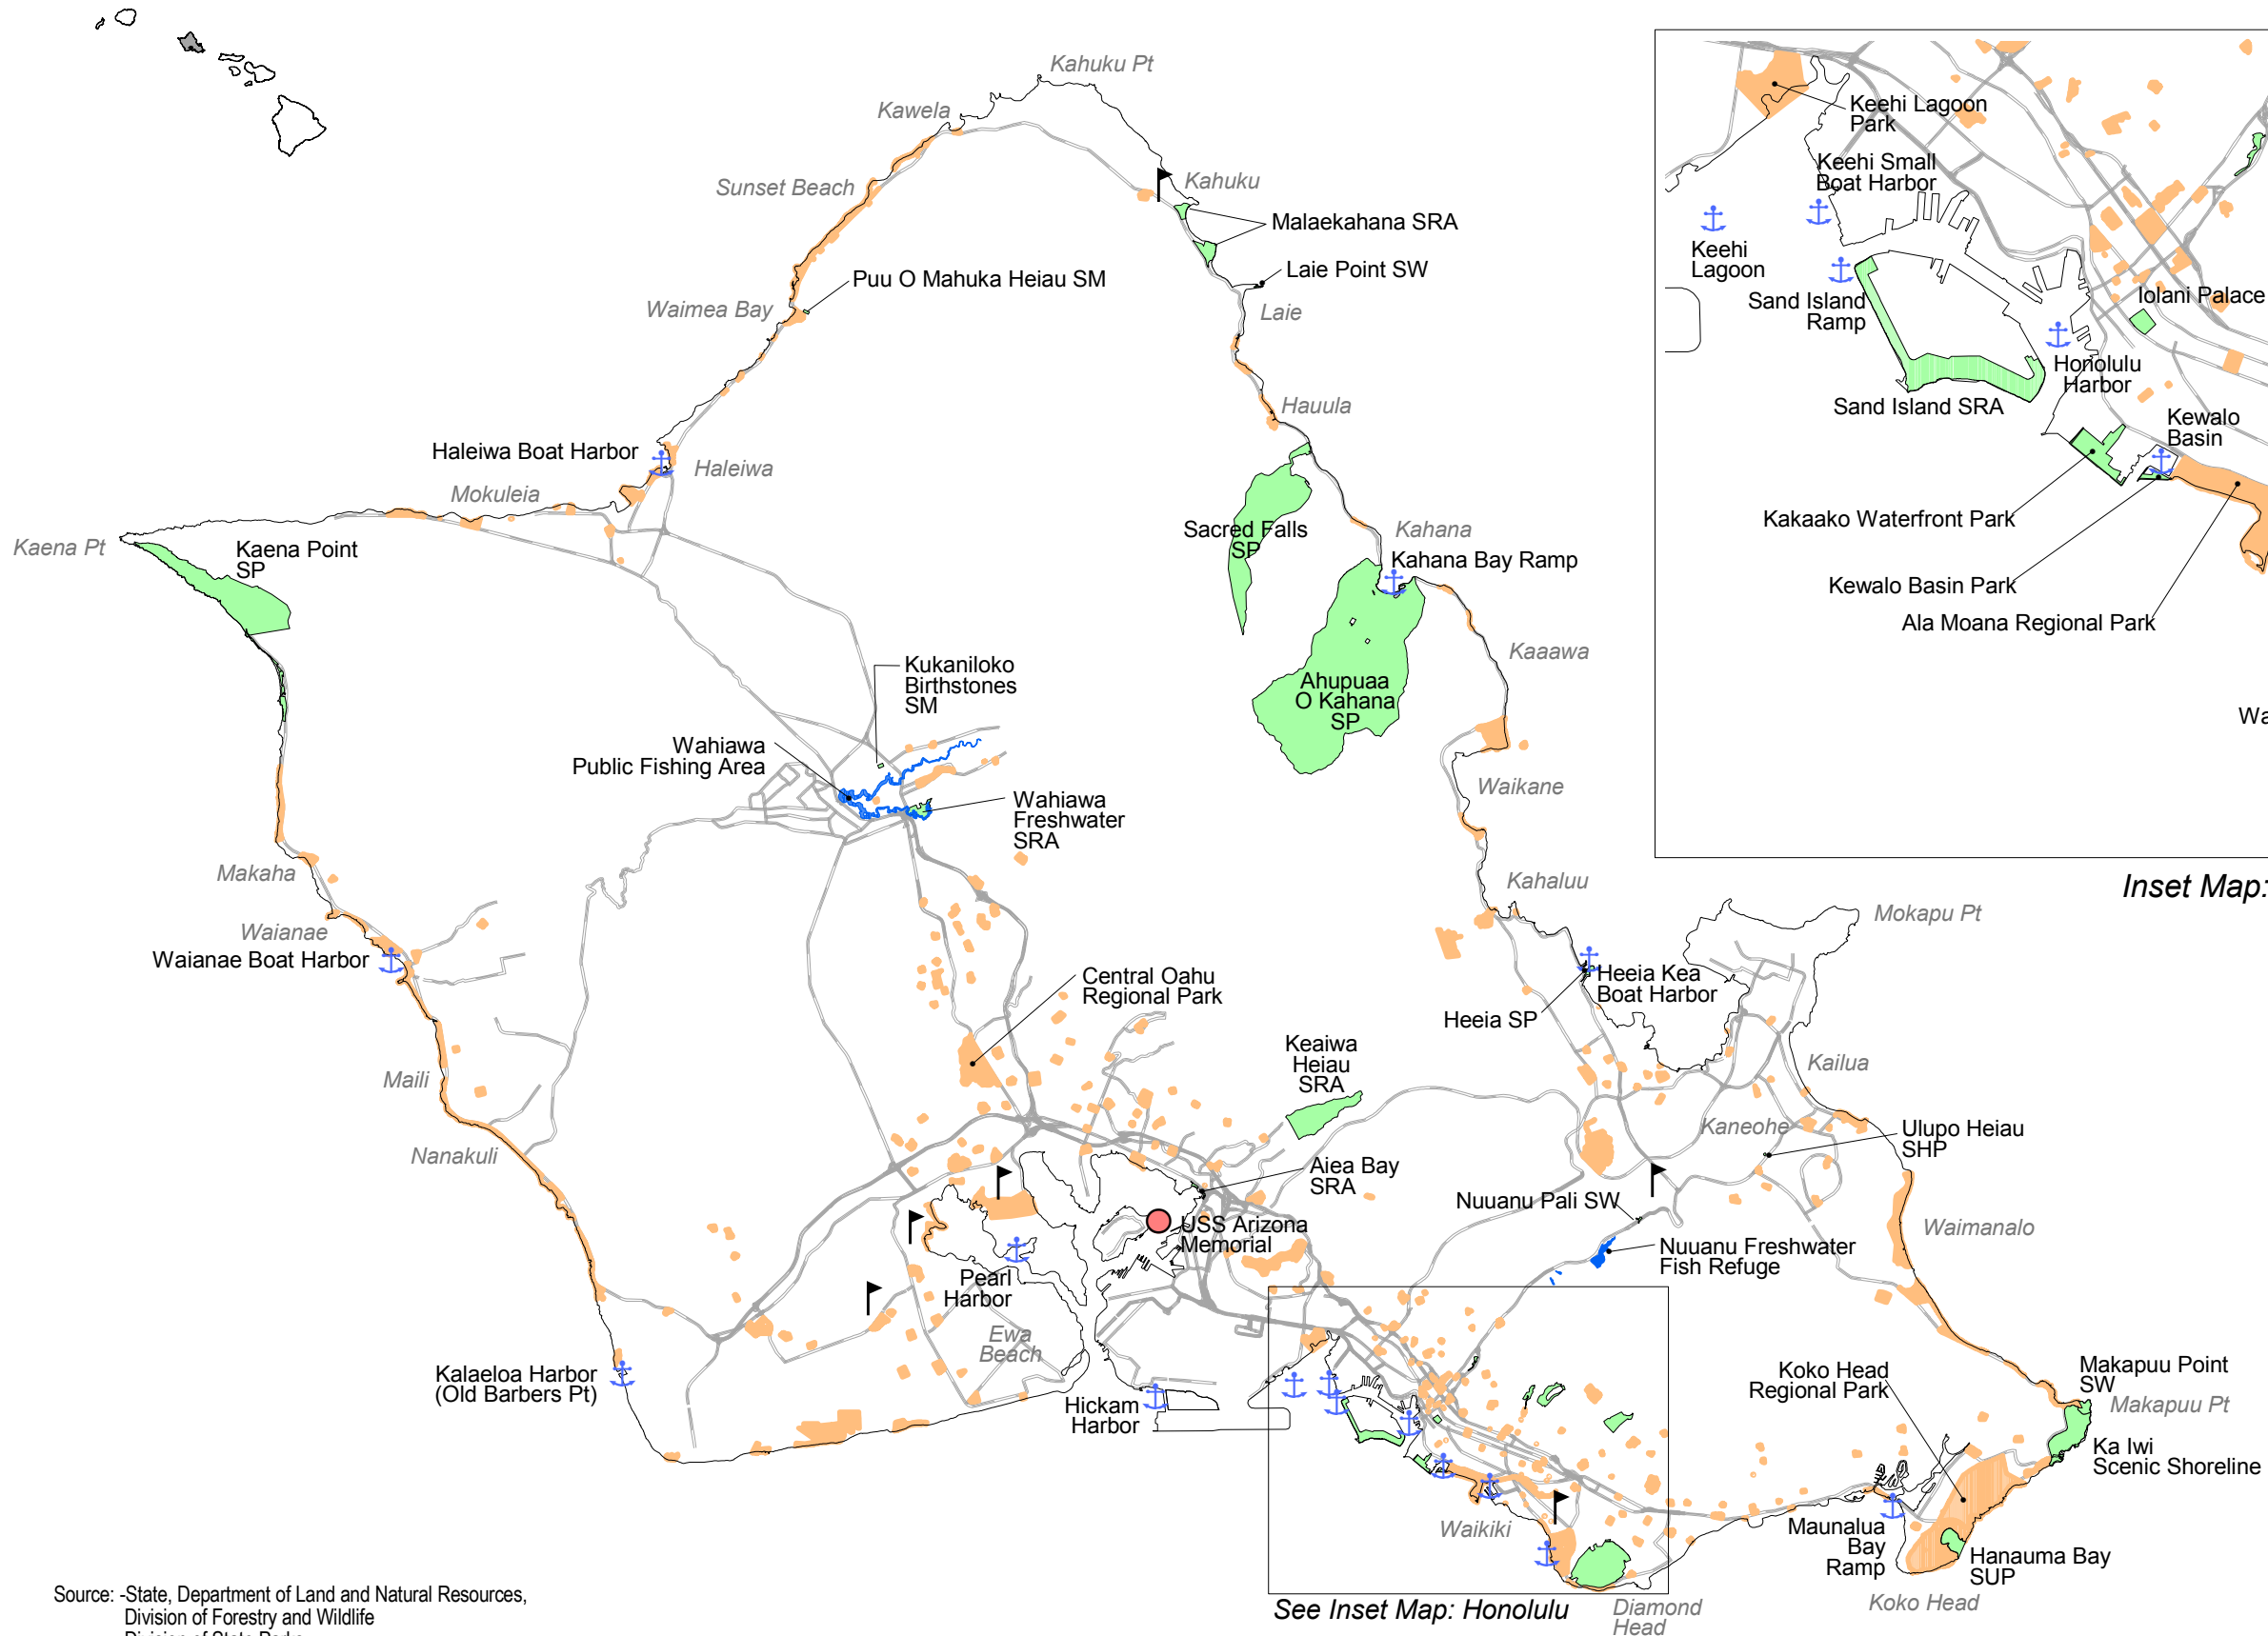 Kahuku Pt
Kawela
Sunset Beach
Kahuku
Malaekahana SRA
Laie Point SW
Puu O Mahuka Heiau SM
Waimea Bay
Laie
Hauula
Haleiwa Boat Harbor
Haleiwa
Mokuleia
Kaena Pt
Kaena Point
SP
Sacred Falls
SP
Kahana
Kahana Bay Ramp
Kaaawa
Ahupuaa
O Kahana
SP
Kukaniloko
Birthstones
SM
Wahiawa
Public Fishing Area
Wahiawa
Freshwater
SRA
Waikane
Makaha
Kahaluu
Waianae
Waianae Boat Harbor
Mokapu Pt
Heeia Kea
Boat Harbor
Heeia SP
Central Oahu
Regional Park
Keaiwa
Heiau
SRA
Maili
Kailua
Nanakuli
Kaneohe
Ulupo Heiau
SHP
Aiea Bay
SRA
Nuuanu Pali SW
USS Arizona
Memorial
Waimanalo
Nuuanu Freshwater
Fish Refuge
Pearl
Harbor
Ewa
Beach
Kalaeloa Harbor
(Old Barbers Pt)
Hickam
Harbor
Koko Head
Regional Park
Makapuu Point
SW
Makapuu Pt
Ka Iwi
Scenic Shoreline
Waikiki
Maunalua
Bay
Ramp
Hanauma Bay
SUP
Koko Head
Diamond
Head
See Inset Map: Honolulu
Keehi Lagoon
Park
Keehi Small
Boat Harbor
Keehi
Lagoon
Sand Island
Ramp
Iolani Palace
Honolulu
Harbor
Sand Island SRA
Kewalo
Basin
Kakaako Waterfront Park
Kewalo Basin Park
Ala Moana Regional Park
Wa
Inset Map:
Source: -State, Department of Land and Natural Resources,
Division of Forestry and Wildlife
Division of State Parks